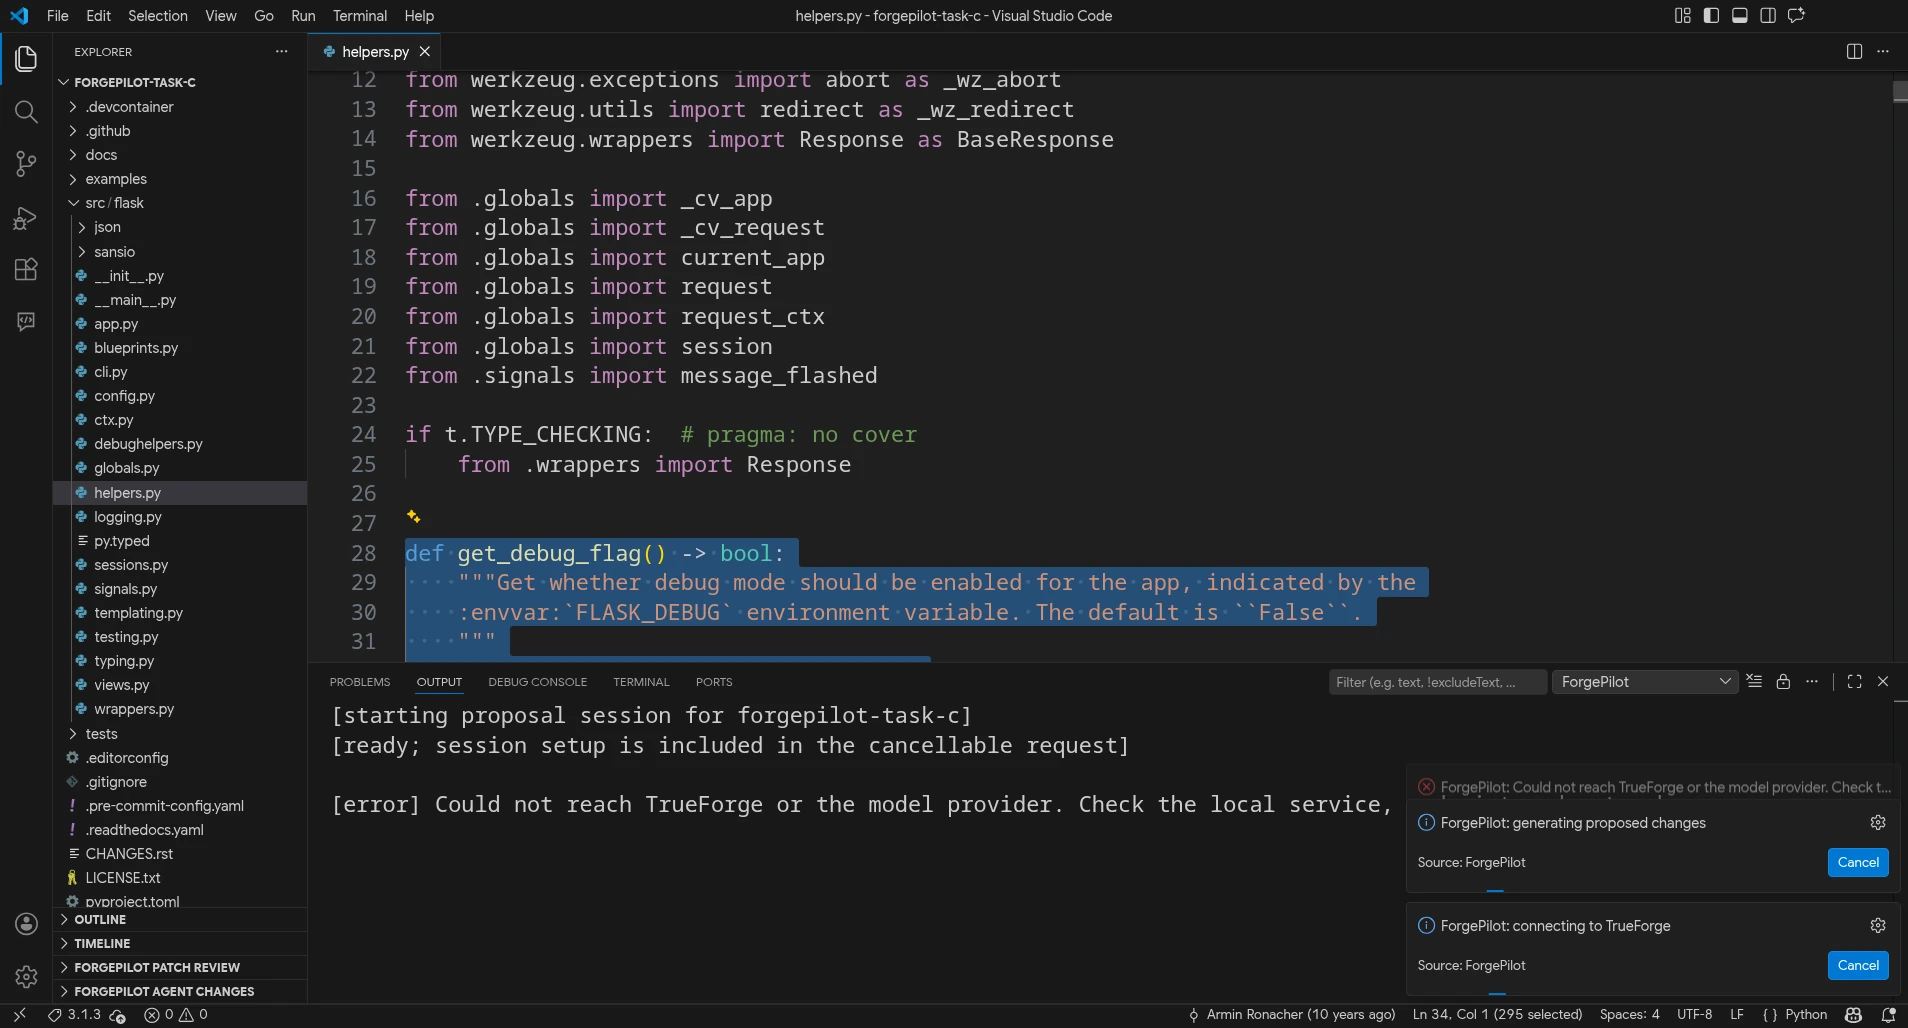 File Edit Selection View Go Run Terminal Help
helpers.py - forgepilot-task-c - Visual Studio Code
EXPLORER
FORGEPILOT-TASK-C
.devcontainer
.github
docs
examples
src/flask
json
sansio
__init__.py
__main__.py
app.py
blueprints.py
cli.py
config.py
ctx.py
debughelpers.py
globals.py
helpers.py
logging.py
py.typed
sessions.py
signals.py
templating.py
testing.py
typing.py
views.py
wrappers.py
tests
.editorconfig
.gitignore
.pre-commit-config.yaml
.readthedocs.yaml
CHANGES.rst
LICENSE.txt
pyproject.toml
OUTLINE
TIMELINE
FORGEPILOT PATCH REVIEW
FORGEPILOT AGENT CHANGES
helpers.py
12 from werkzeug.exceptions import abort as _wz_abort
13 from werkzeug.utils import redirect as _wz_redirect
14 from werkzeug.wrappers import Response as BaseResponse
15
16 from .globals import _cv_app
17 from .globals import _cv_request
18 from .globals import current_app
19 from .globals import request
20 from .globals import request_ctx
21 from .globals import session
22 from .signals import message_flashed
23
24 if t.TYPE_CHECKING:  # pragma: no cover
25     from .wrappers import Response
26
27
28 def get_debug_flag() -> bool:
29     """Get whether debug mode should be enabled for the app, indicated by the
30     :envvar:`FLASK_DEBUG` environment variable. The default is ``False``.
31     """
PROBLEMS OUTPUT DEBUG CONSOLE TERMINAL PORTS
Filter (e.g. text, !excludeText, ...
ForgePilot
[starting proposal session for forgepilot-task-c]
[ready; session setup is included in the cancellable request]
[error] Could not reach TrueForge or the model provider. Check the local service,
ForgePilot: Could not reach TrueForge or the model provider. Check t...
ForgePilot: generating proposed changes
Source: ForgePilot
Cancel
ForgePilot: connecting to TrueForge
Source: ForgePilot
Cancel
3.1.3 0 0
Armin Ronacher (10 years ago) Ln 34, Col 1 (295 selected) Spaces: 4 UTF-8 LF { } Python